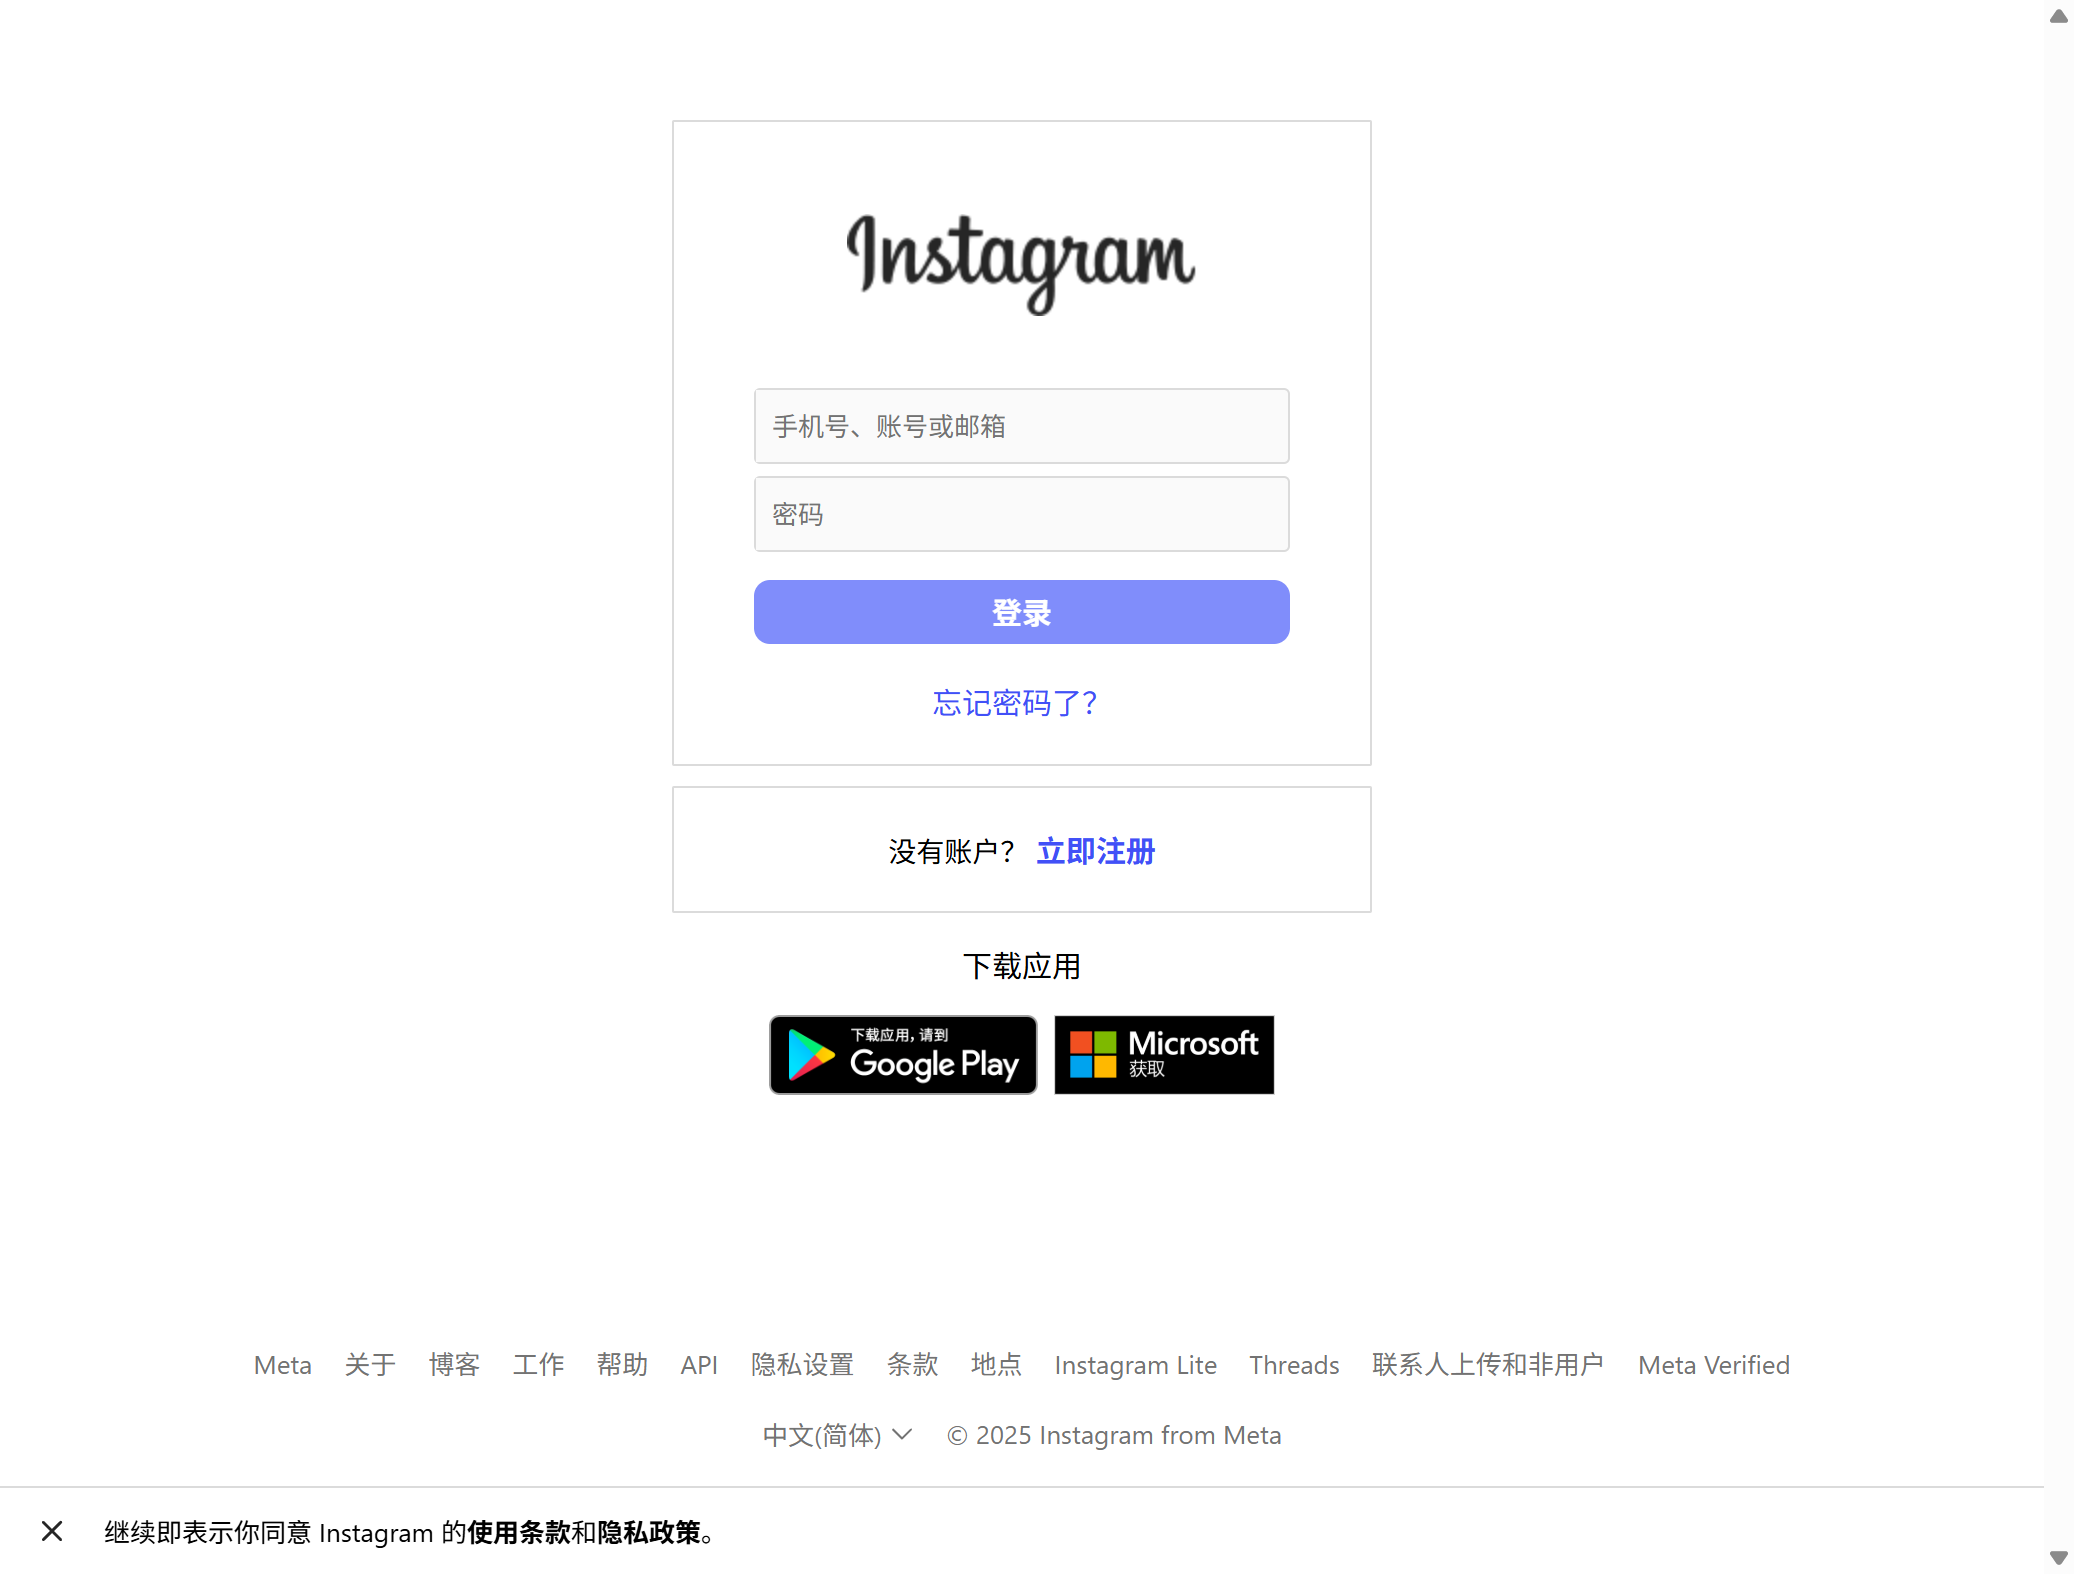 Instagram
手机号、账号或邮箱
密码
登录
忘记密码了？
没有账户？ 立即注册
下载应用
下载应用，请到
Google Play
Microsoft
获取
Meta 关于 博客 工作 帮助 API 隐私设置 条款 地点 Instagram Lite Threads 联系人上传和非用户 Meta Verified
中文(简体) © 2025 Instagram from Meta
继续即表示你同意 Instagram 的使用条款和隐私政策。